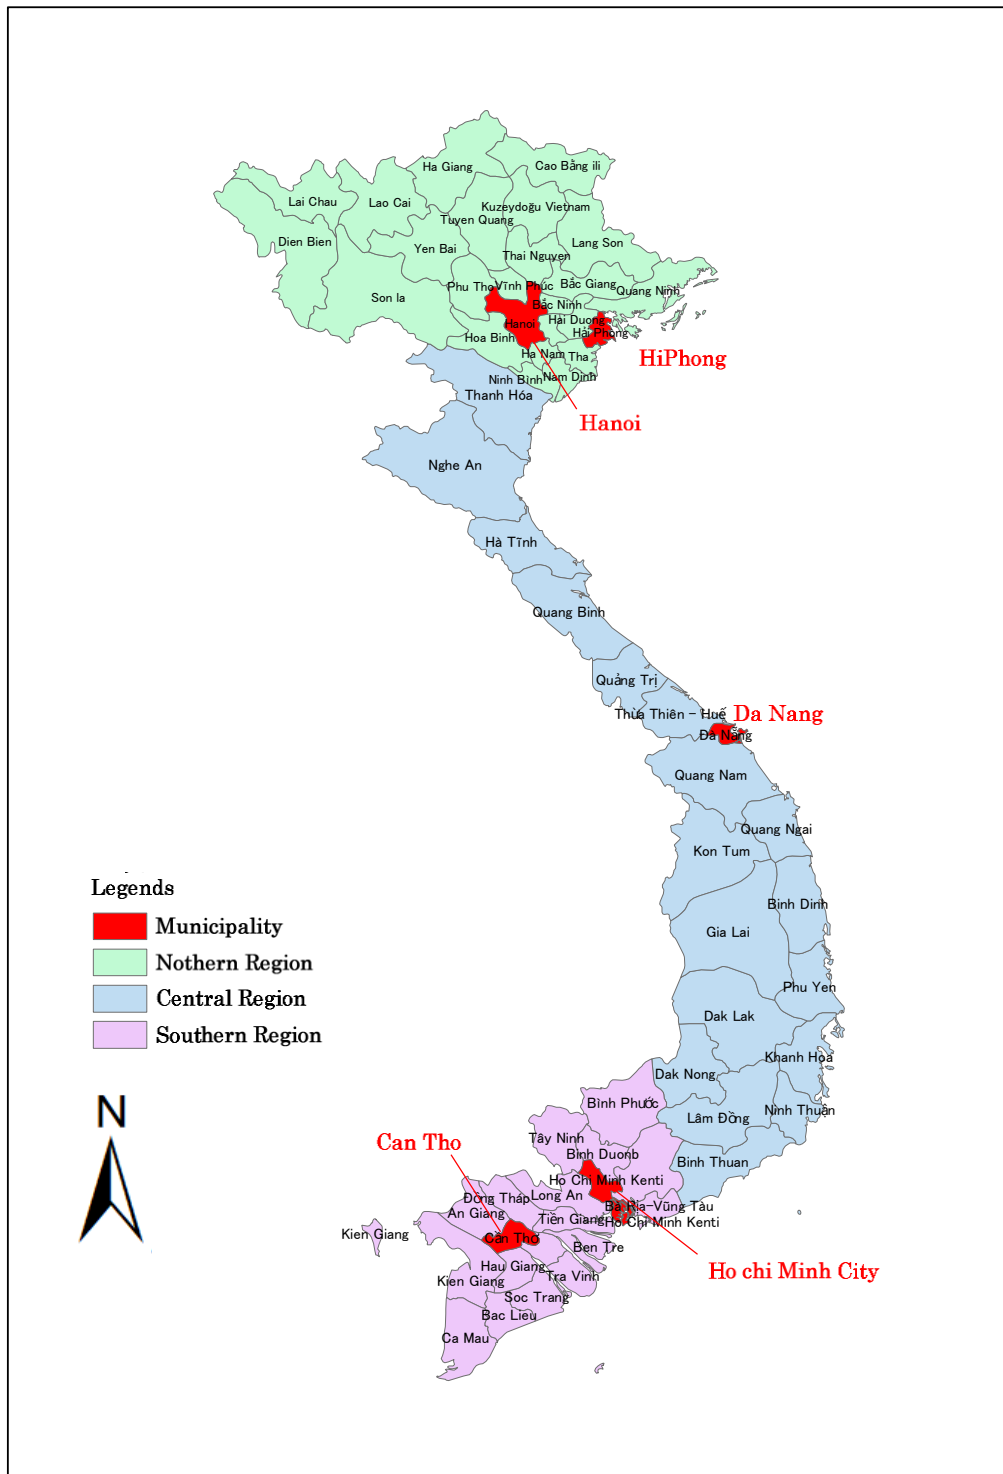 Ha Giang
Cao Bằng ili
Lai Chau
Lao Cai
Kuzeydoğu Vietnam
Tuyen Quang
Dien Bien
Yen Bai
Lang Son
Thai Nguyen
Son la
Phu Tho
Vĩnh Phúc
Bắc Giang
Quang Ninh
Bắc Ninh
Hanoi
Hải Duong
Hải Phong
Hoa Binh
HiPhong
Ha Nam
Tha
Ninh Bình
Nam Dinh
Thanh Hóa
Hanoi
Nghe An
Hà Tĩnh
Quang Binh
Quảng Trị
Thừa Thiên - Huế
Da Nang
Đà Nẵng
Quang Nam
Quang Ngai
Kon Tum
Legends
Municipality
Nothern Region
Central Region
Southern Region
Binh Dinh
Gia Lai
Phu Yen
Dak Lak
Khanh Hoa
Dak Nong
Bình Phước
Lâm Đồng
Ninh Thuận
N
Can Tho
Tây Ninh
Binh Duonb
Binh Thuan
Ho Chi Minh Kenti
Đồng Tháp
Long An
An Giang
Bà Rịa-Vũng Tàu
Tiền Giang
Ho Chi Minh Kenti
Kien Giang
Cần Thơ
Ben Tre
Hau Giang
Ho chi Minh City
Kien Giang
Tra Vinh
Soc Trang
Bac Lieu
Ca Mau